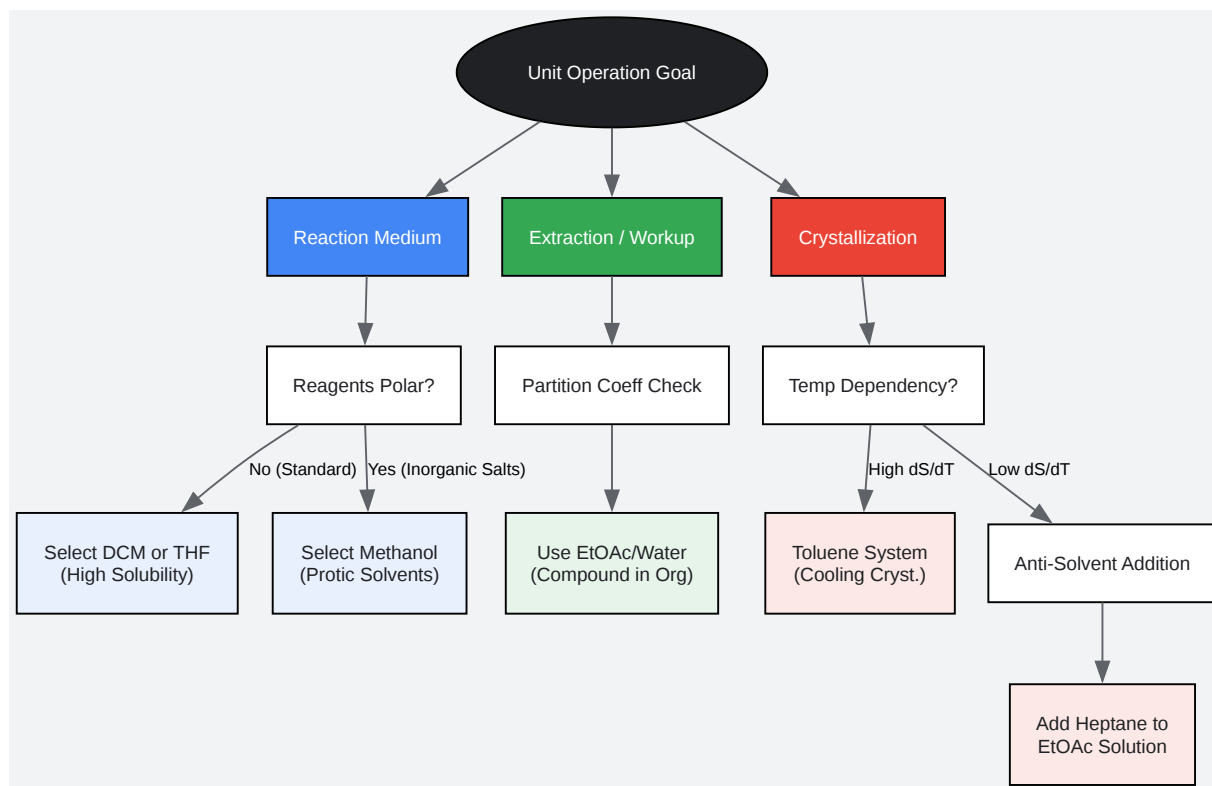 Unit Operation Goal
Reaction Medium
Extraction / Workup
Crystallization
Reagents Polar?
Partition Coeff Check
Temp Dependency?
No (Standard)
Yes (Inorganic Salts)
High dS/dT
Low dS/dT
Select DCM or THF
(High Solubility)
Select Methanol
(Protic Solvents)
Use EtOAc/Water
(Compound in Org)
Toluene System
(Cooling Cryst.)
Anti-Solvent Addition
Add Heptane to
EtOAc Solution